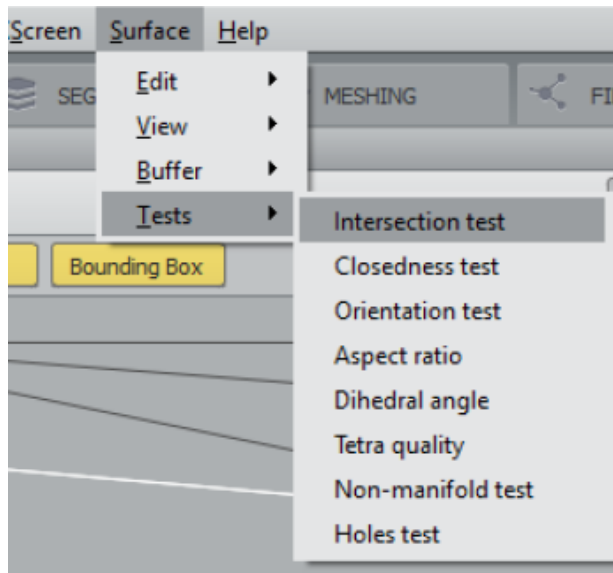 Screen Surface Help
SEG MESHING FI
Edit
View
Buffer
Tests
Bounding Box
Intersection test
Closedness test
Orientation test
Aspect ratio
Dihedral angle
Tetra quality
Non-manifold test
Holes test